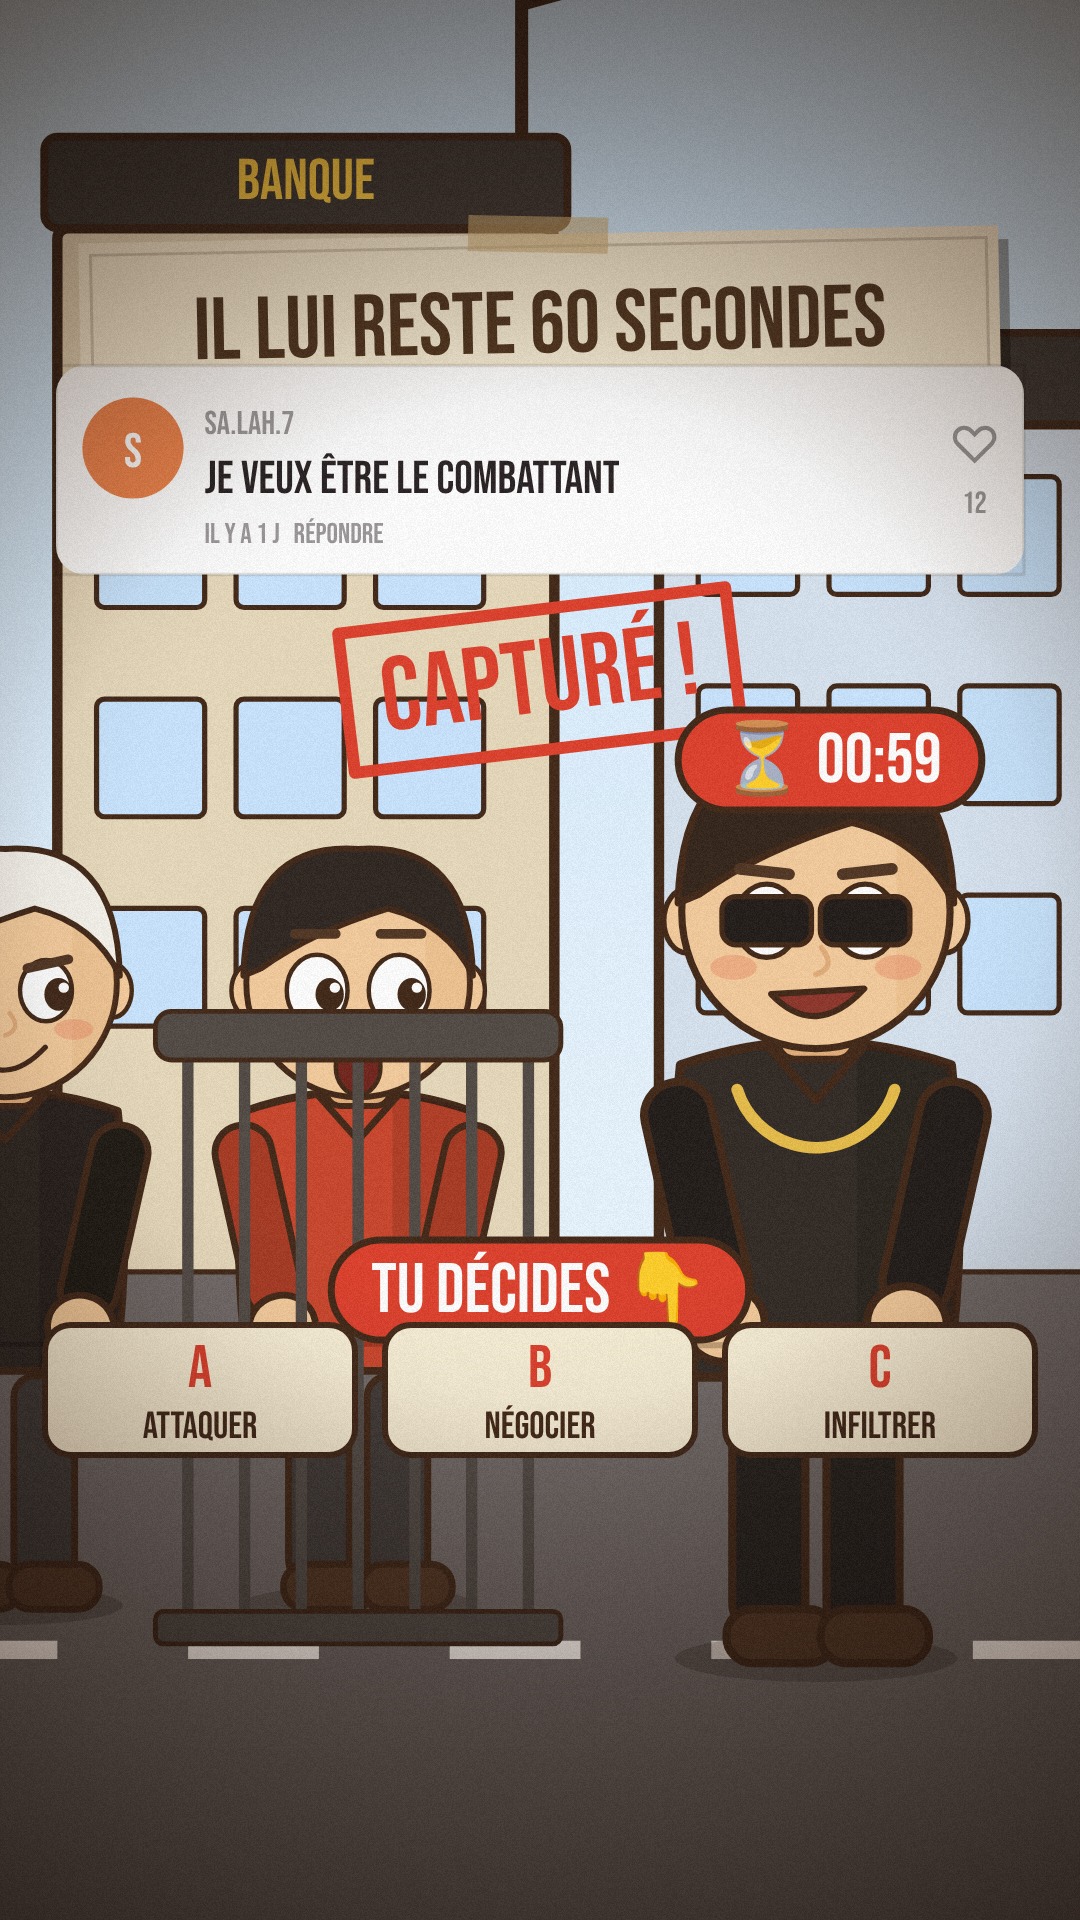 BANQUE
IL LUI RESTE 60 SECONDES
S
SA.LAH.7
JE VEUX ÊTRE LE COMBATTANT
IL Y A 1 J RÉPONDRE
12
CAPTURÉ !
00:59
TU DÉCIDES
A
ATTAQUER
B
NÉGOCIER
C
INFILTRER